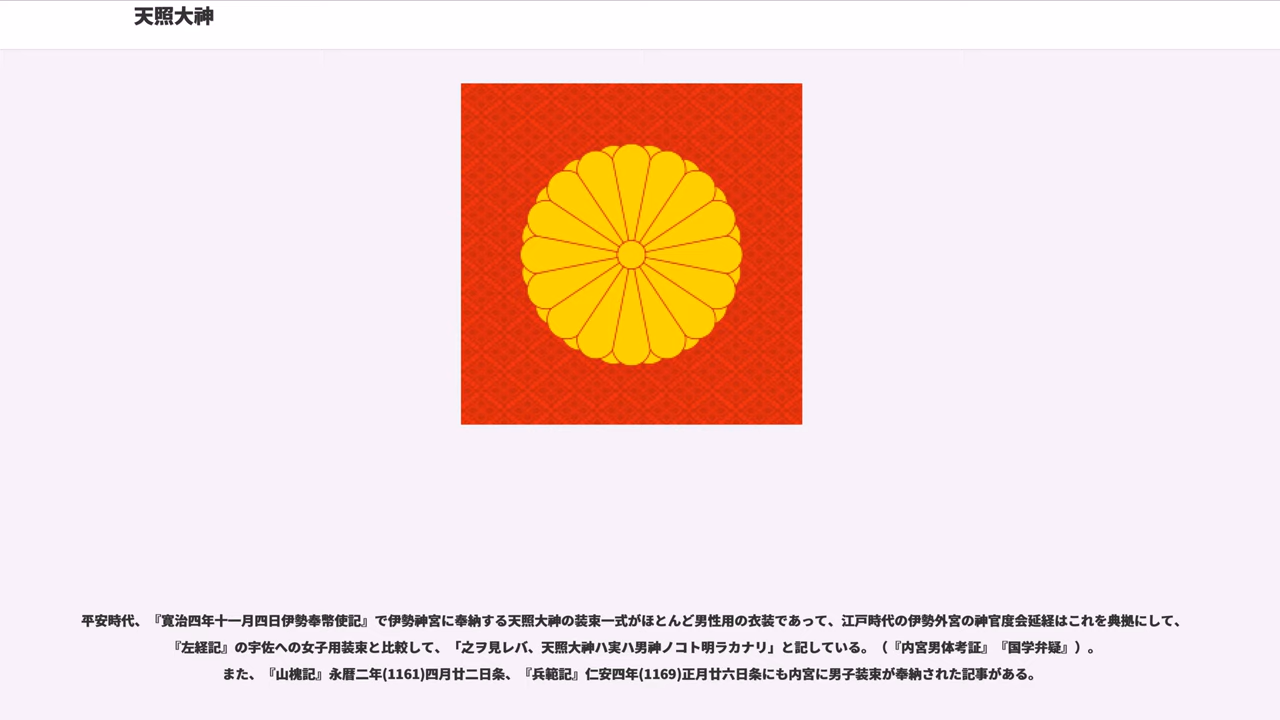 天照大神
平安時代、『寛治四年十一月四日伊勢奉幣使記』で伊勢神宮に奉納する天照大神の装束一式がほとんど男性用の衣装であって、江戸時代の伊勢外宮の神官度会延経はこれを典拠にして、
『左経記』の宇佐への女子用装束と比較して、「之ヲ見レバ、天照大神ハ実ハ男神ノコト明ラカナリ」と記している。（『内宮男体考証』『国学弁疑』）。
また、『山槐記』永暦二年(1161)四月廿二日条、『兵範記』仁安四年(1169)正月廿六日条にも内宮に男子装束が奉納された記事がある。